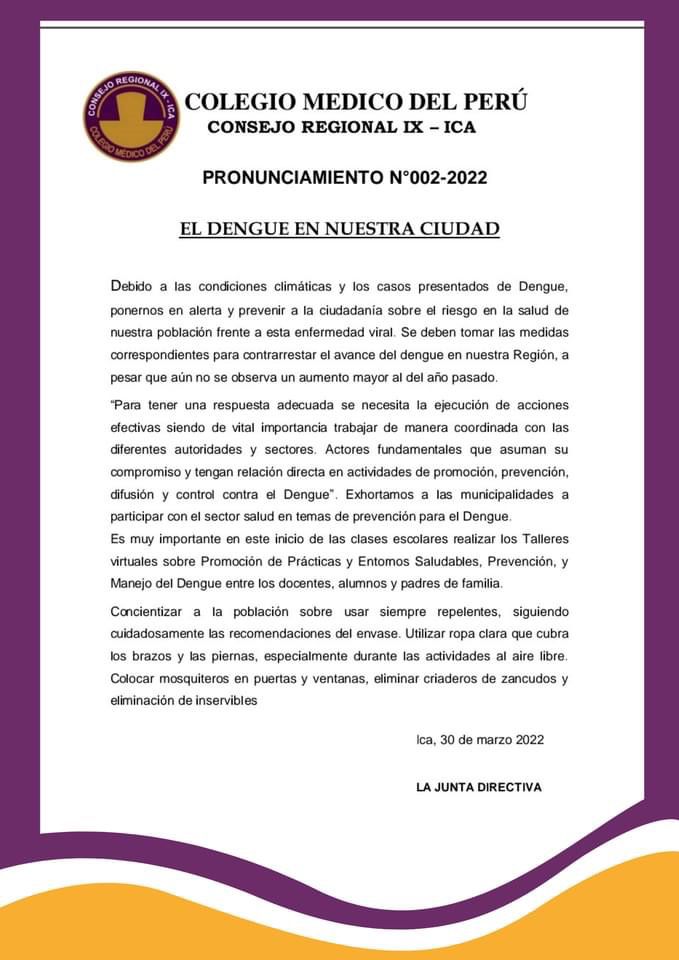 CONSEJO REGIONAL IX - ICA
COLEGIO MÉDICO DEL PERÚ
COLEGIO MEDICO DEL PERÚ
CONSEJO REGIONAL IX – ICA
PRONUNCIAMIENTO N°002-2022
EL DENGUE EN NUESTRA CIUDAD
Debido a las condiciones climáticas y los casos presentados de Dengue,
ponernos en alerta y prevenir a la ciudadanía sobre el riesgo en la salud de
nuestra población frente a esta enfermedad viral. Se deben tomar las medidas
correspondientes para contrarrestar el avance del dengue en nuestra Región, a
pesar que aún no se observa un aumento mayor al del año pasado.
“Para tener una respuesta adecuada se necesita la ejecución de acciones
efectivas siendo de vital importancia trabajar de manera coordinada con las
diferentes autoridades y sectores. Actores fundamentales que asuman su
compromiso y tengan relación directa en actividades de promoción, prevención,
difusión y control contra el Dengue”. Exhortamos a las municipalidades a
participar con el sector salud en temas de prevención para el Dengue.
Es muy importante en este inicio de las clases escolares realizar los Talleres
virtuales sobre Promoción de Prácticas y Entornos Saludables, Prevención, y
Manejo del Dengue entre los docentes, alumnos y padres de familia.
Concientizar a la población sobre usar siempre repelentes, siguiendo
cuidadosamente las recomendaciones del envase. Utilizar ropa clara que cubra
los brazos y las piernas, especialmente durante las actividades al aire libre.
Colocar mosquiteros en puertas y ventanas, eliminar criaderos de zancudos y
eliminación de inservibles
Ica, 30 de marzo 2022
LA JUNTA DIRECTIVA